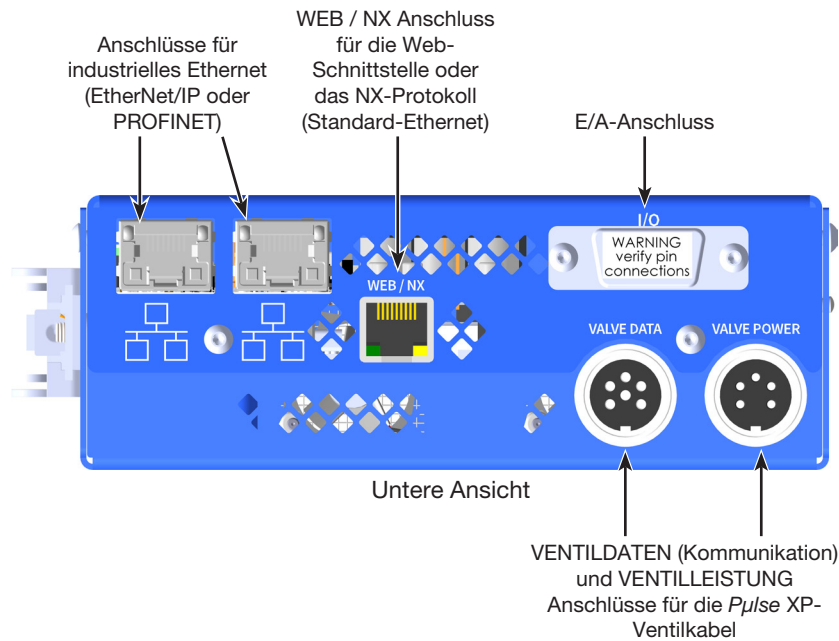 Anschlüsse für
industrielles Ethernet
(EtherNet/IP oder
PROFINET)
WEB / NX Anschluss
für die Web-
Schnittstelle oder
das NX-Protokoll
(Standard-Ethernet)
E/A-Anschluss
I/O
WARNING
verify pin
connections
WEB / NX
VALVE DATA
VALVE POWER
Untere Ansicht
VENTILDATEN (Kommunikation)
und VENTILLEISTUNG
Anschlüsse für die Pµlse XP-
Ventilkabel